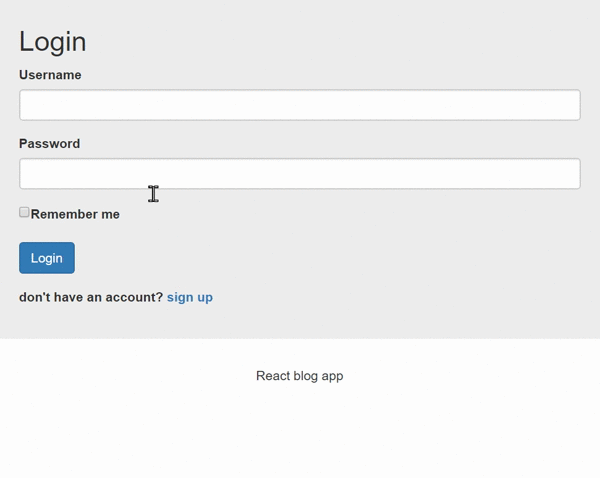 Login
Username
Password
Remember me
Login
don't have an account? sign up
React blog app